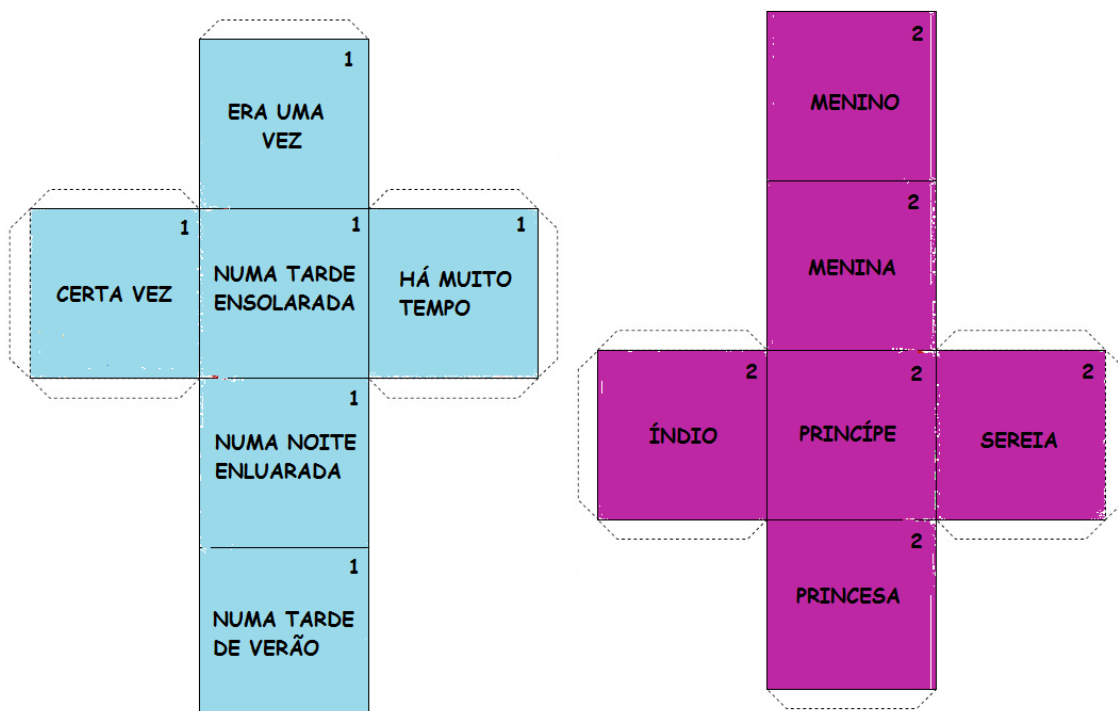 1
ERA UMA
VEZ
1
CERTA VEZ
1
NUMA TARDE
ENSOLARADA
1
HÁ MUITO
TEMPO
1
NUMA NOITE
ENLUARADA
1
NUMA TARDE
DE VERÃO
2
MENINO
2
MENINA
2
ÍNDIO
2
PRINCÍPE
2
SEREIA
2
PRINCESA